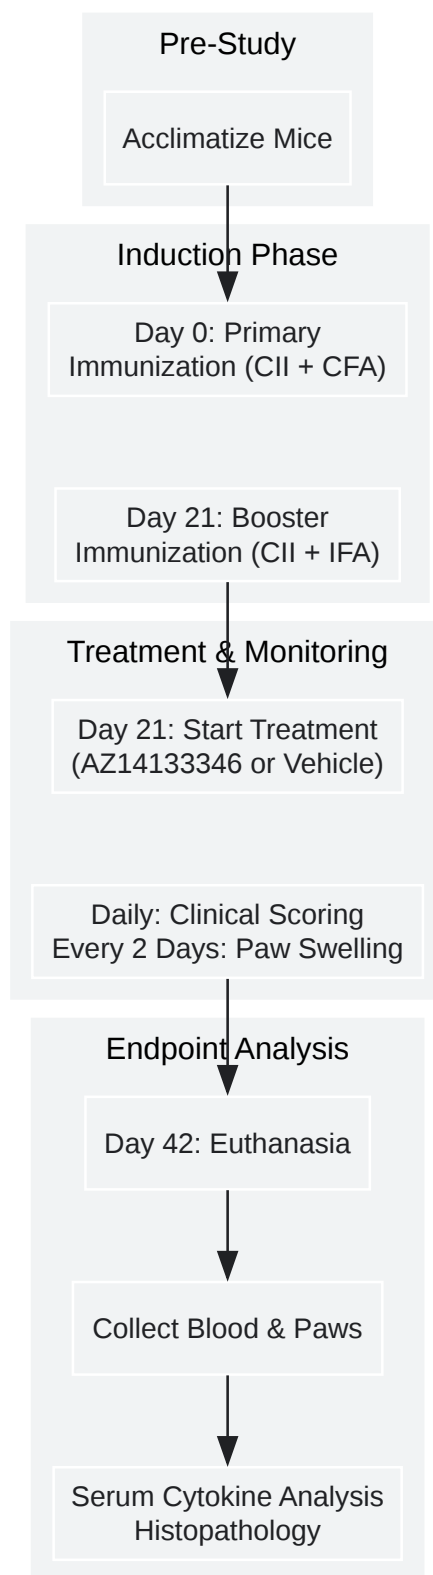 Pre-Study
Acclimatize Mice
Induction Phase
Day 0: Primary
Immunization (CII + CFA)
Day 21: Booster
Immunization (CII + IFA)
Treatment & Monitoring
Day 21: Start Treatment
(AZ14133346 or Vehicle)
Daily: Clinical Scoring
Every 2 Days: Paw Swelling
Endpoint Analysis
Day 42: Euthanasia
Collect Blood & Paws
Serum Cytokine Analysis
Histopathology